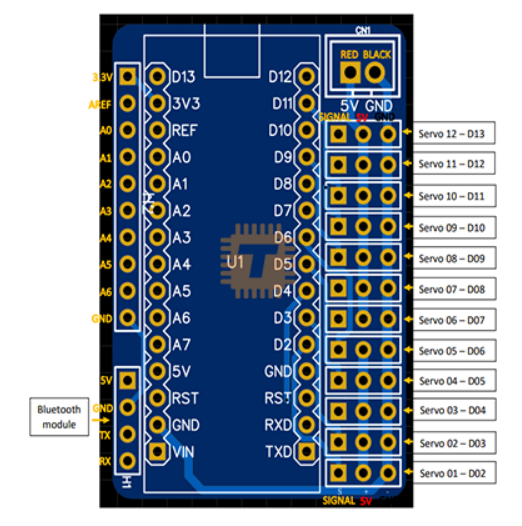 CN1
RED BLACK
5V GND
SIGNAL 5V GND
3.3V
AREF
A0
A1
A2
A3
A4
A5
A6
GND
5V
GND
TX
RX
H2
H1
D13
3V3
REF
A0
A1
A2
A3
A4
A5
A6
A7
5V
RST
GND
VIN
U1
T
D12
D11
D10
D9
D8
D7
D6
D5
D4
D3
D2
GND
RST
RXD
TXD
Servo 12 – D13
Servo 11 – D12
Servo 10 – D11
Servo 09 – D10
Servo 08 – D09
Servo 07 – D08
Servo 06 – D07
Servo 05 – D06
Servo 04 – D05
Servo 03 – D04
Servo 02 – D03
Servo 01 – D02
S + -
SIGNAL 5V
Bluetooth
module